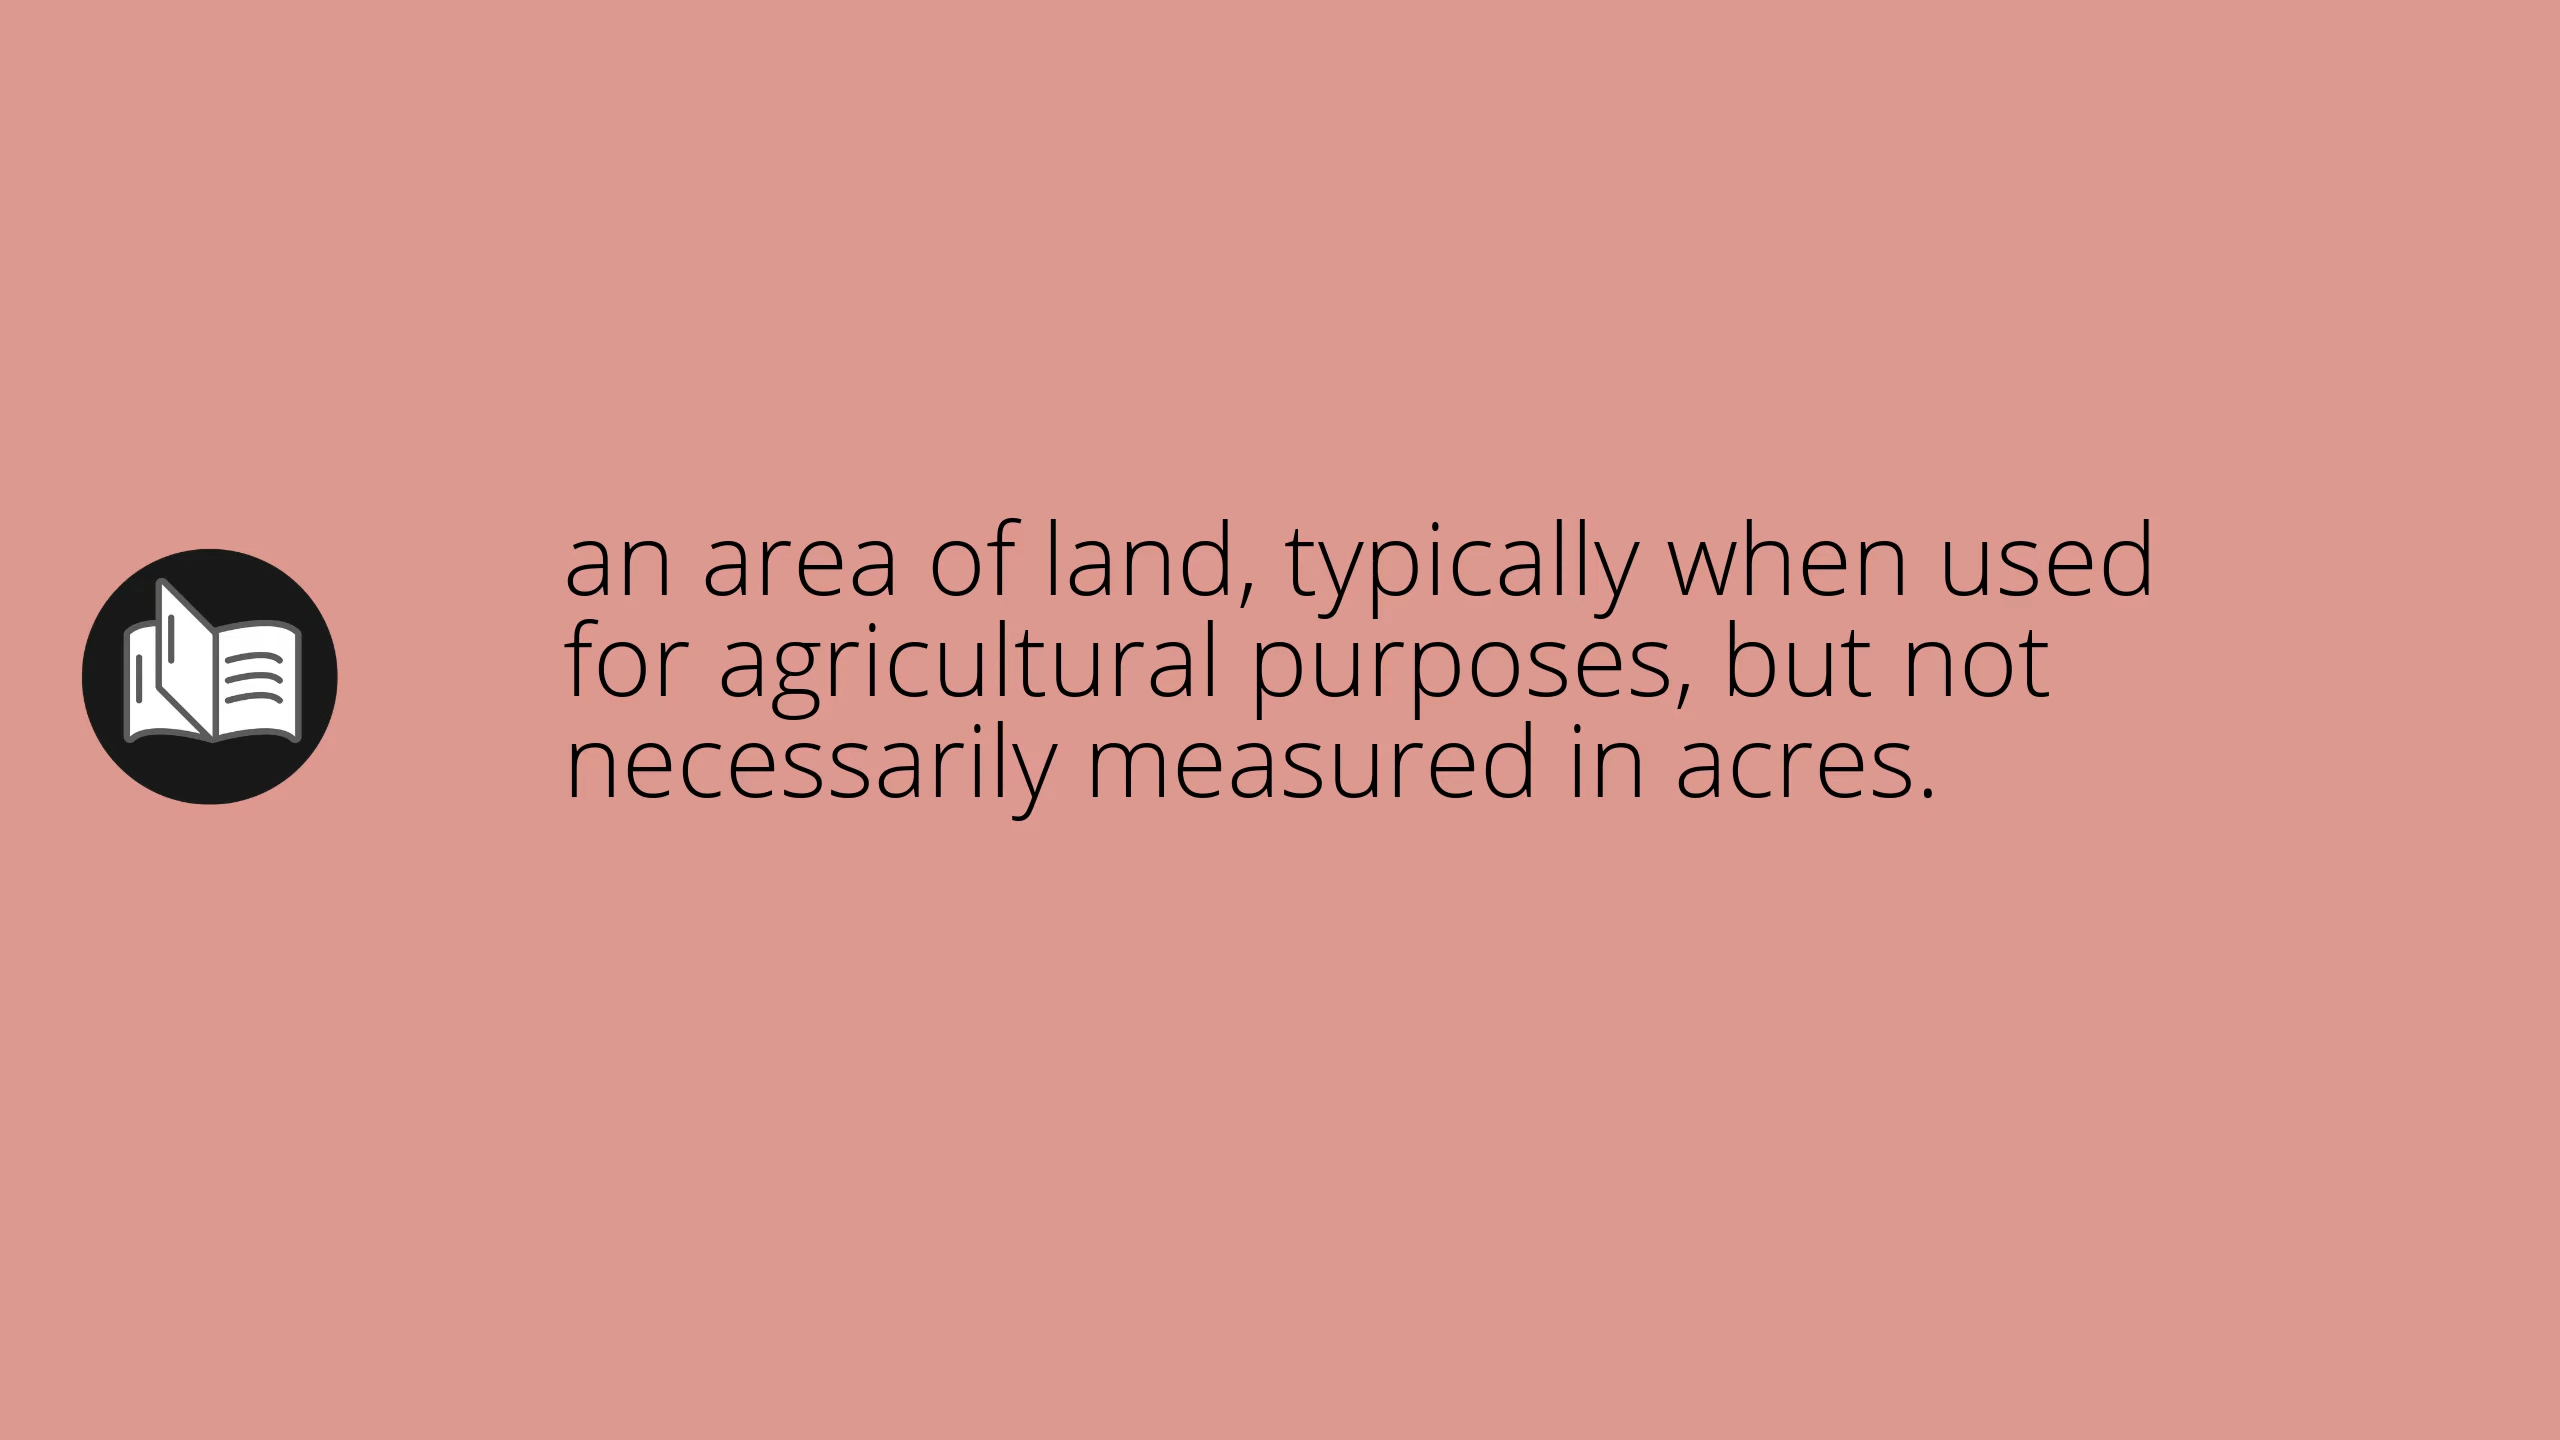 an area of land, typically when used
for agricultural purposes, but not
necessarily measured in acres.